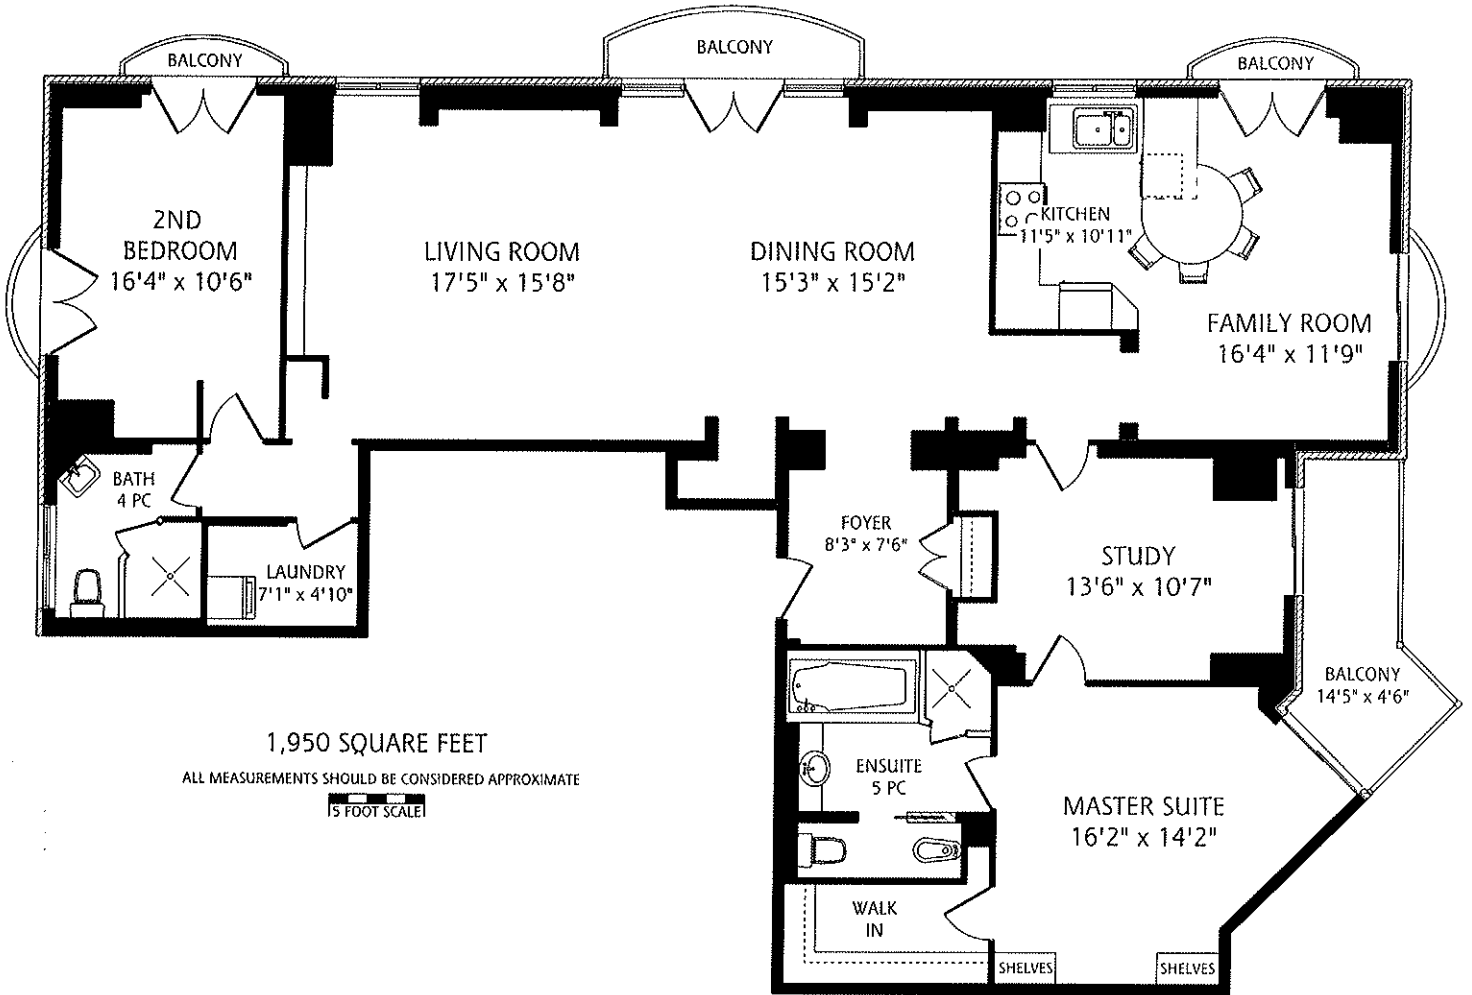 BALCONY
BALCONY
BALCONY
2ND
BEDROOM
16'4" x 10'6"
LIVING ROOM
17'5" x 15'8"
DINING ROOM
15'3" x 15'2"
KITCHEN
11'5" x 10'11"
FAMILY ROOM
16'4" x 11'9"
BATH
4 PC
LAUNDRY
7'1" x 4'10"
FOYER
8'3" x 7'6"
STUDY
13'6" x 10'7"
BALCONY
14'5" x 4'6"
1,950 SQUARE FEET
ALL MEASUREMENTS SHOULD BE CONSIDERED APPROXIMATE
5 FOOT SCALE
ENSUITE
5 PC
MASTER SUITE
16'2" x 14'2"
WALK
IN
SHELVES
SHELVES